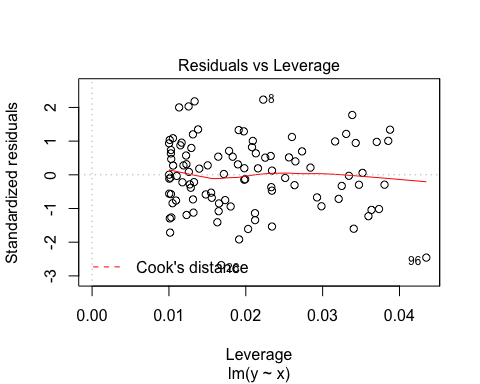 Residuals vs Leverage
Standardized residuals
2
1
0
-1
-2
-3
8
96
Cook's distance
0.00 0.01 0.02 0.03 0.04
Leverage
lm(y ~ x)